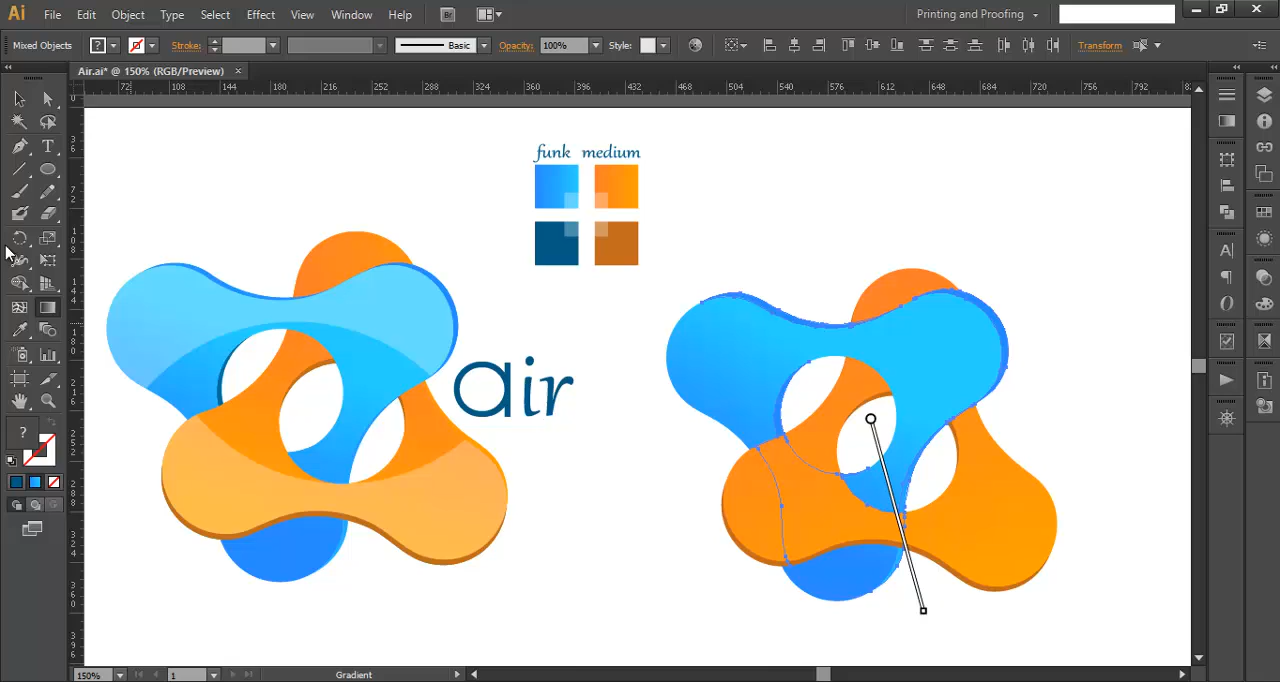 Ai File Edit Object Type Select Effect View Window Help Br Printing and Proofing
Mixed Objects ? Stroke: Basic Opacity: 100% Style: Transform
Air.ai* @ 150% (RGB/Preview) ×
72 108 144 180 216 252 288 324 360 396 432 468 504 540 576 612 648 684 720 756 792
funk medium
air
?
150% 1 Gradient